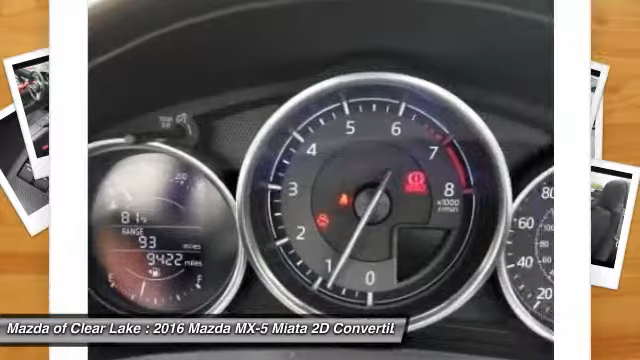 81°F
RANGE
93 miles
9422 miles
E F
0
1
2
3
4
5
6
7
8
x1000
r/min
80
60
40
20
Mazda of Clear Lake : 2016 Mazda MX-5 Miata 2D Convertil